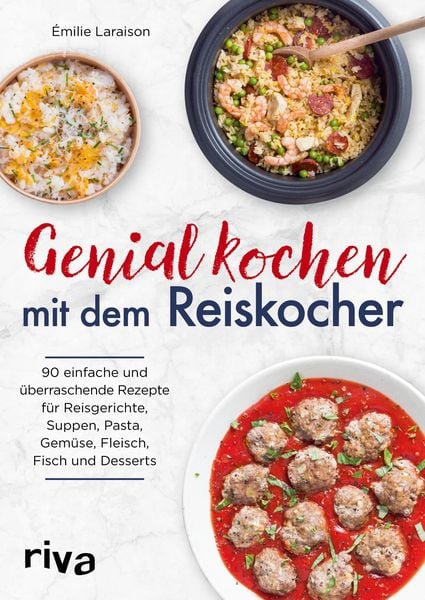 Émilie Laraison
Genial kochen
mit dem Reiskocher
90 einfache und
überraschende Rezepte
für Reisgerichte,
Suppen, Pasta,
Gemüse, Fleisch,
Fisch und Desserts
riva